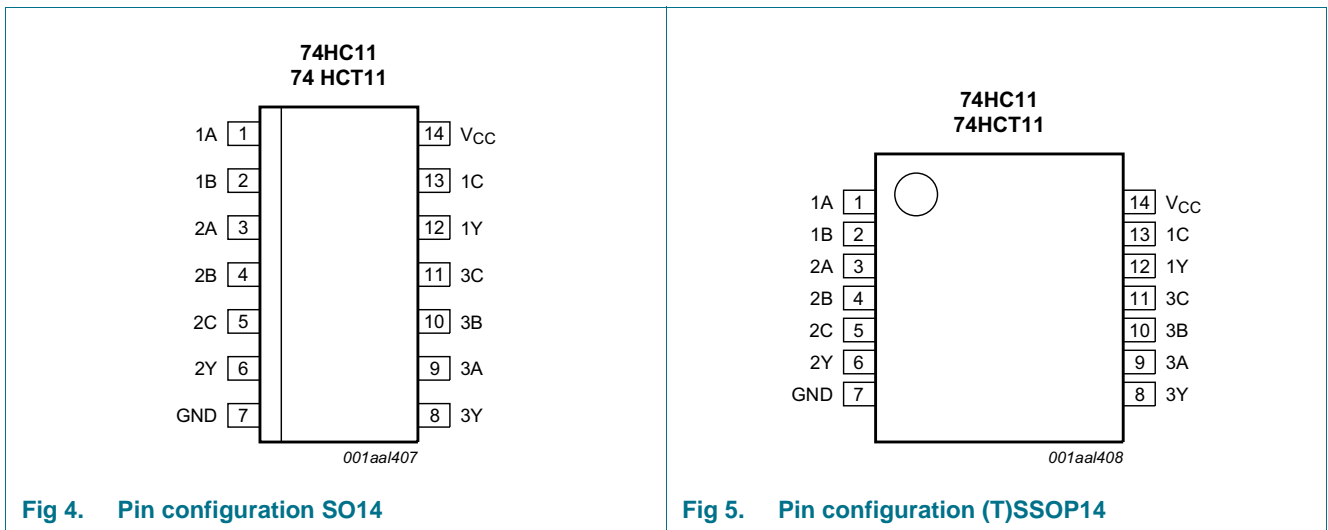 74HC11
74 HCT11
1A 1 14 VCC
1B 2 13 1C
2A 3 12 1Y
2B 4 11 3C
2C 5 10 3B
2Y 6 9 3A
GND 7 8 3Y
001aal407
Fig 4. Pin configuration SO14
74HC11
74HCT11
1A 1 14 VCC
1B 2 13 1C
2A 3 12 1Y
2B 4 11 3C
2C 5 10 3B
2Y 6 9 3A
GND 7 8 3Y
001aal408
Fig 5. Pin configuration (T)SSOP14